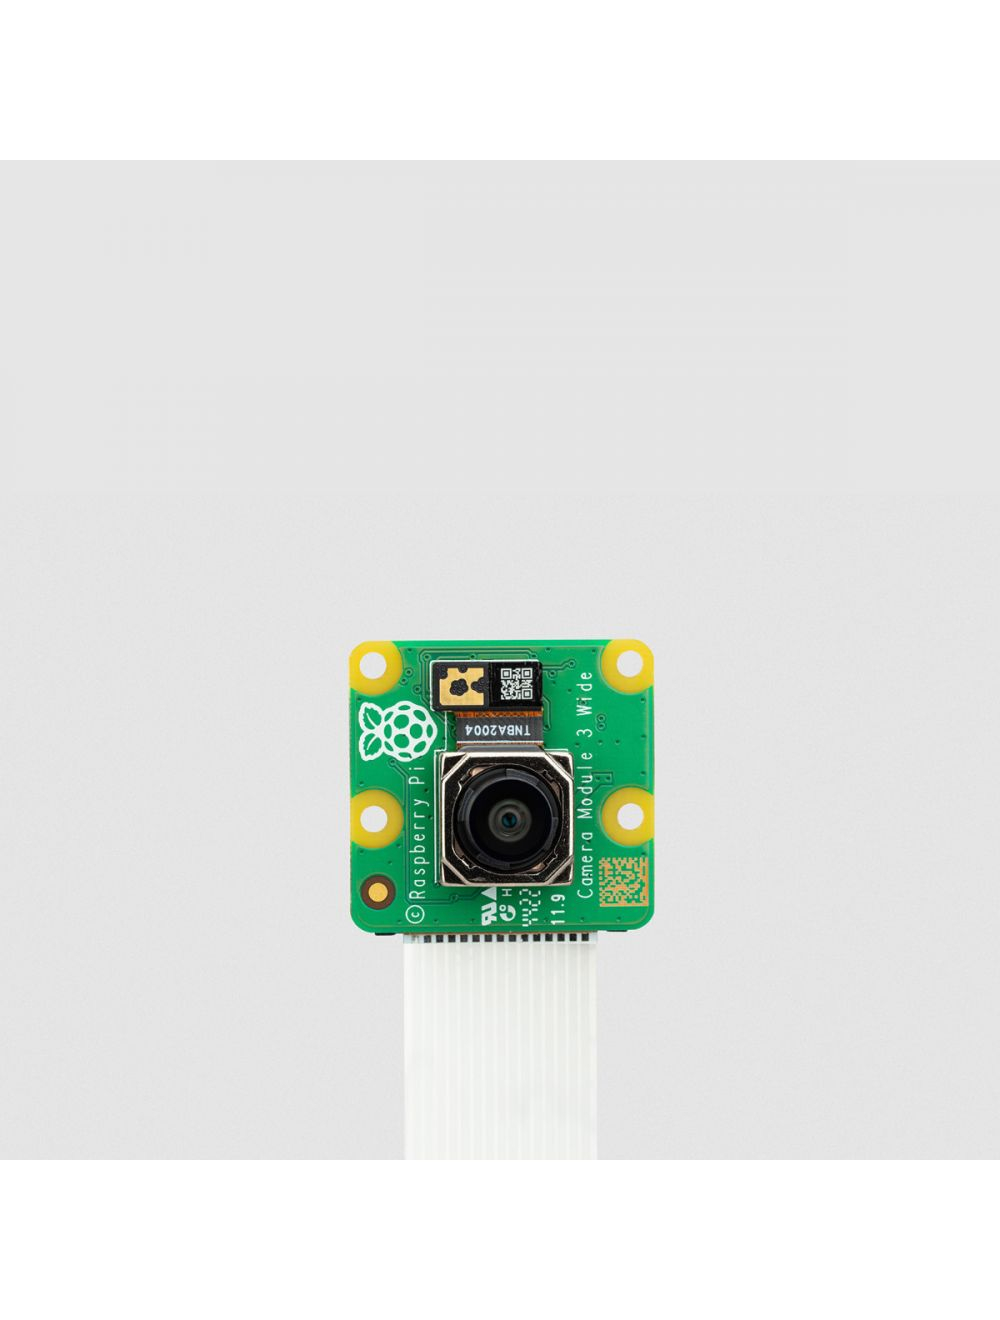 TNBA2004
© Raspberry Pi
Camera Module 3 Wide
11.9